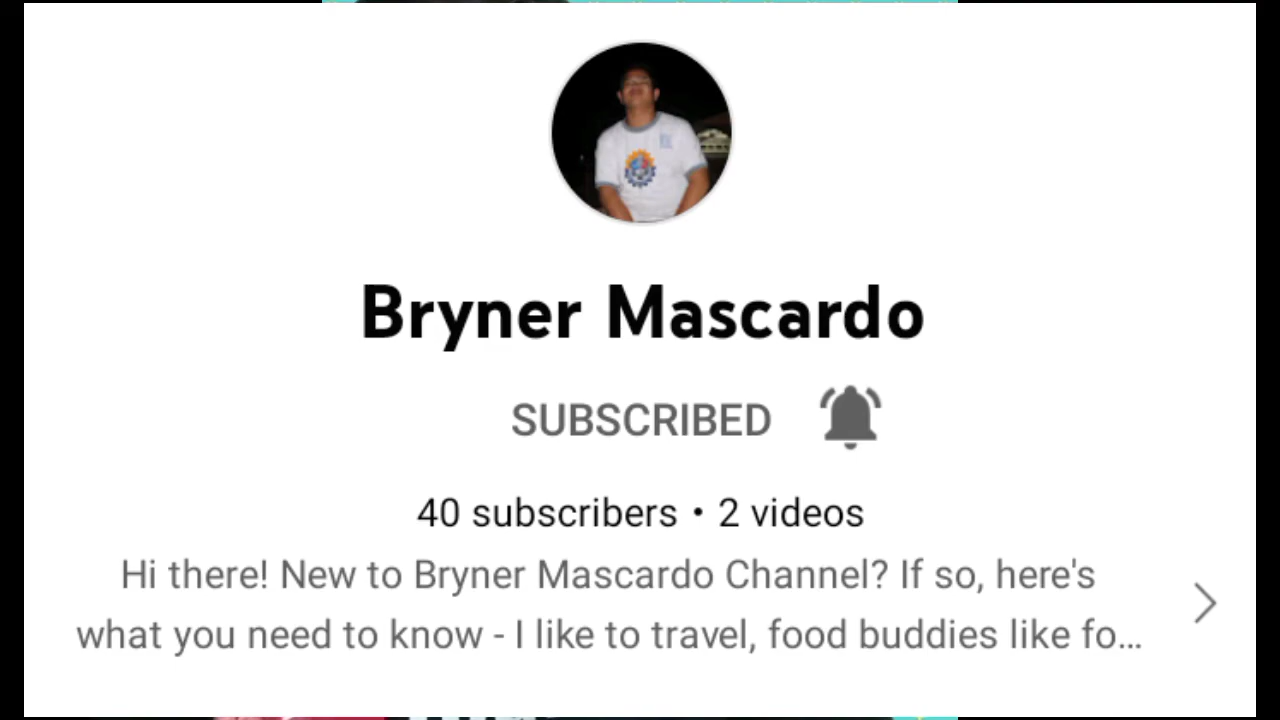 Bryner Mascardo
SUBSCRIBED
40 subscribers • 2 videos
Hi there! New to Bryner Mascardo Channel? If so, here's
what you need to know - I like to travel, food buddies like fo...